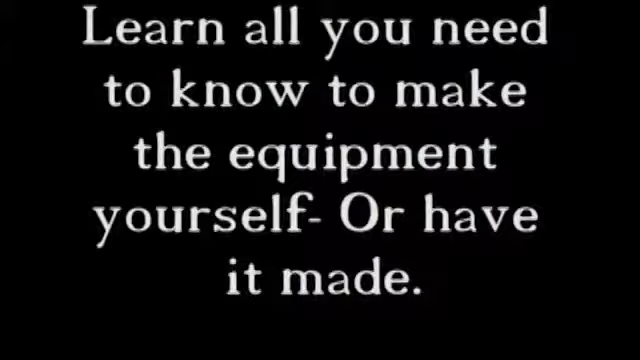 Learn all you need
to know to make
the equipment
yourself- Or have
it made.